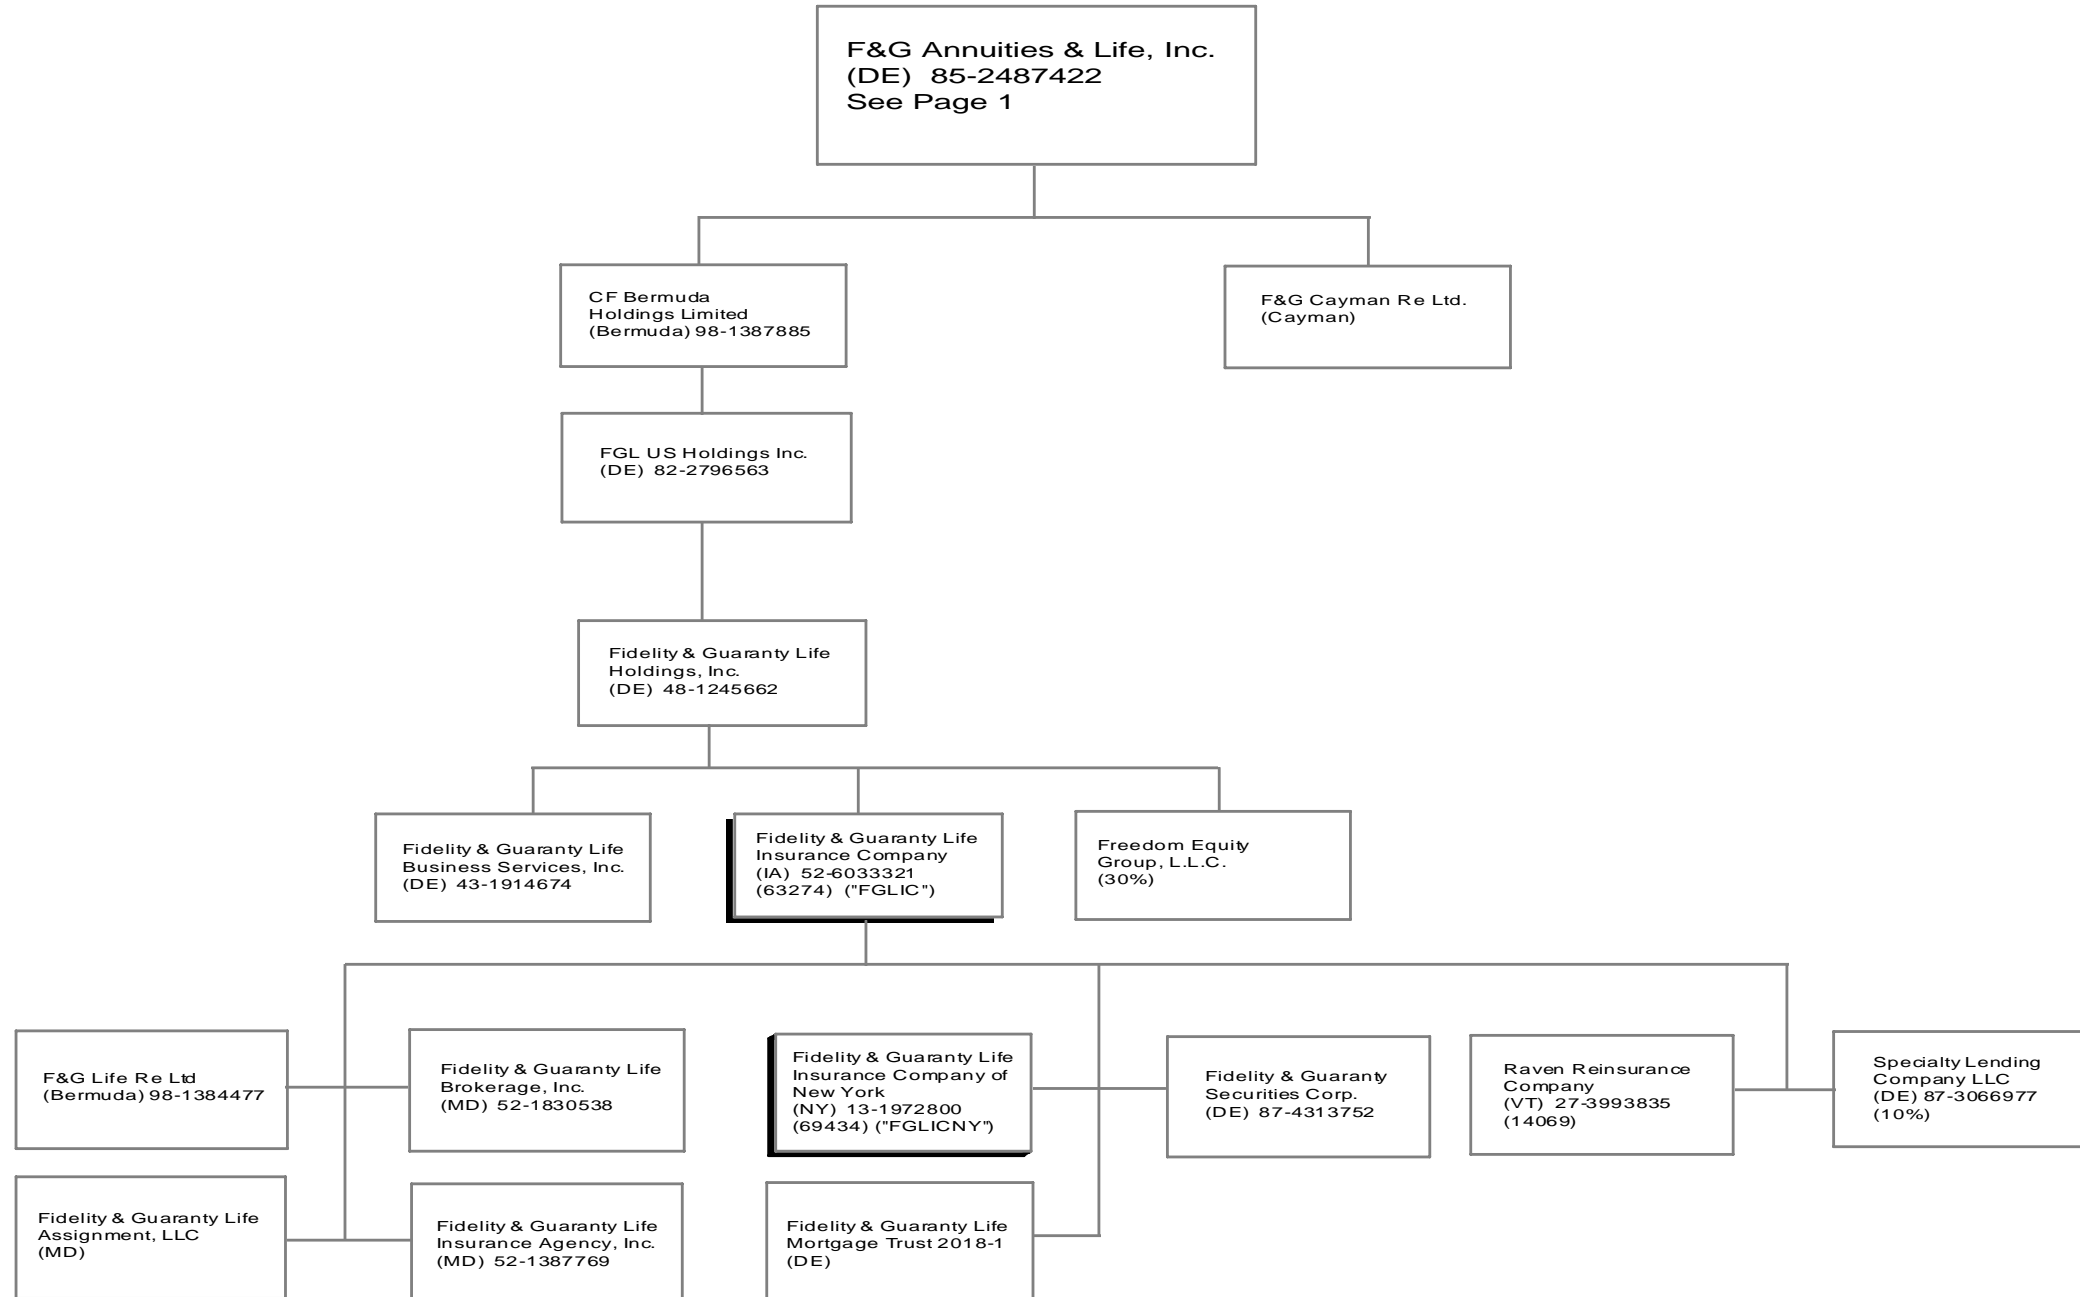 F&G Annuities & Life, Inc.
(DE) 85-2487422
See Page 1
CF Bermuda
Holdings Limited
(Bermuda) 98-1387885
F&G Cayman Re Ltd.
(Cayman)
FGL US Holdings Inc.
(DE) 82-2796563
Fidelity & Guaranty Life
Holdings, Inc.
(DE) 48-1245662
Fidelity & Guaranty Life
Business Services, Inc.
(DE) 43-1914674
Fidelity & Guaranty Life
Insurance Company
(IA) 52-6033321
(63274) ("FGLIC")
Freedom Equity
Group, L.L.C.
(30%)
F&G Life Re Ltd
(Bermuda) 98-1384477
Fidelity & Guaranty Life
Brokerage, Inc.
(MD) 52-1830538
Fidelity & Guaranty Life
Insurance Company of
New York
(NY) 13-1972800
(69434) ("FGLICNY")
Fidelity & Guaranty
Securities Corp.
(DE) 87-4313752
Raven Reinsurance
Company
(VT) 27-3993835
(14069)
Specialty Lending
Company LLC
(DE) 87-3066977
(10%)
Fidelity & Guaranty Life
Assignment, LLC
(MD)
Fidelity & Guaranty Life
Insurance Agency, Inc.
(MD) 52-1387769
Fidelity & Guaranty Life
Mortgage Trust 2018-1
(DE)